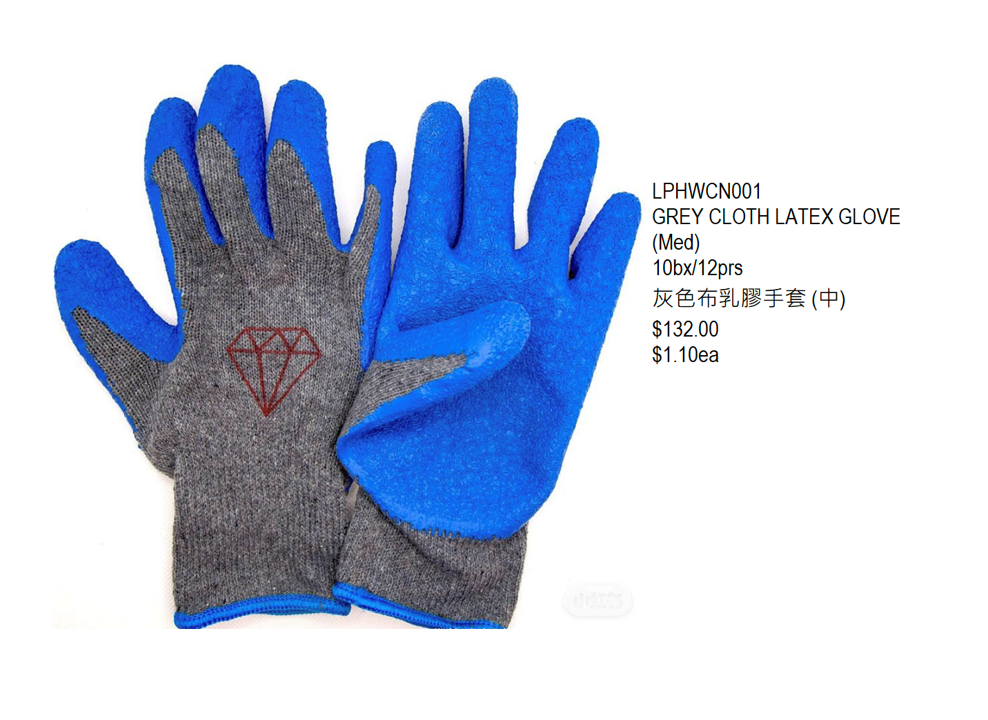 LPHWCN001
GREY CLOTH LATEX GLOVE
(Med)
10bx/12prs
灰色布乳膠手套 (中)
$132.00
$1.10ea